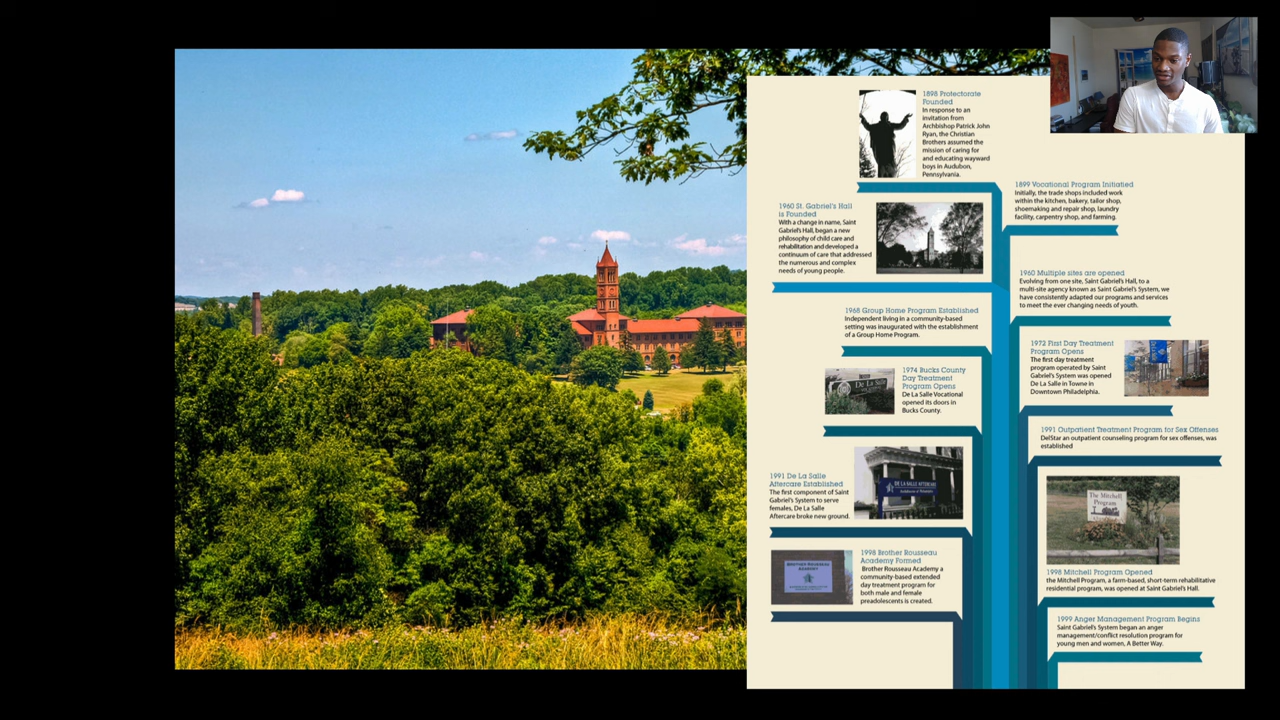 1898 Protectorate
Founded
In response to an
invitation from
Archbishop Patrick John
Ryan, the Christian
Brothers assumed the
mission of caring for
and educating wayward
boys in Audubon,
Pennsylvania.
1899 Vocational Program Initiatied
Initially, the trade shops included work
within the kitchen, bakery, tailor shop,
shoemaking and repair shop, laundry
facility, carpentry shop, and farming.
1960 St. Gabriel's Hall
is Founded
With a change in name, Saint
Gabriel's Hall, began a new
philosophy of child care and
rehabilitation and developed a
continuum of care that addressed
the numerous and complex
needs of young people.
1960 Multiple sites are opened
Evolving from one site, Saint Gabriel's Hall, to a
multi-site agency known as Saint Gabriel's System, we
have consistently adapted our programs and services
to meet the ever changing needs of youth.
1968 Group Home Program Established
Independent living in a community-based
setting was inaugurated with the establishment
of a Group Home Program.
1972 First Day Treatment
Program Opens
The first day treatment
program operated by Saint
Gabriel's System was opened
De La Salle in Towne in
Downtown Philadelphia.
De La Salle
1974 Bucks County
Day Treatment
Program Opens
De La Salle Vocational
opened its doors in
Bucks County.
1991 Outpatient Treatment Program for Sex Offenses
DelStar an outpatient counseling program for sex offenses, was
established
1991 De La Salle
Aftercare Established
The first component of Saint
Gabriel's System to serve
females, De La Salle
Aftercare broke new ground.
DE LA SALLE AFTERCARE
The Mitchell
Program
1998 Mitchell Program Opened
the Mitchell Program, a farm-based, short-term rehabilitative
residential program, was opened at Saint Gabriel's Hall.
BROTHER ROUSSEAU
ACADEMY
1998 Brother Rousseau
Academy Formed
Brother Rousseau Academy a
community-based extended
day treatment program for
both male and female
preadolescents is created.
1999 Anger Management Program Begins
Saint Gabriel's System began an anger
management/conflict resolution program for
young men and women, A Better Way.